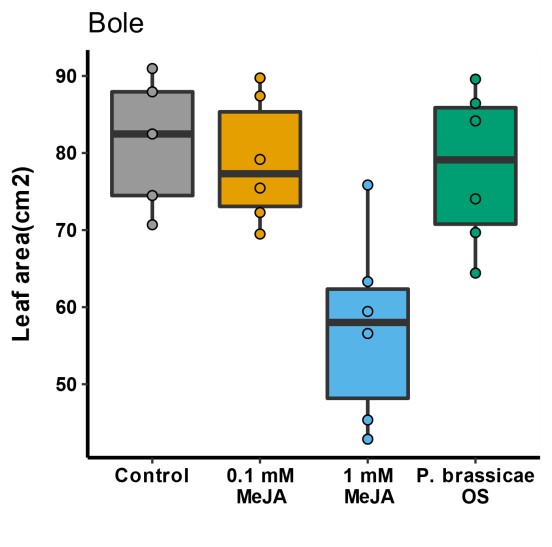 Bole
Leaf area(cm2)
90
80
70
60
50
Control
0.1 mM
MeJA
1 mM
MeJA
P. brassicae
OS